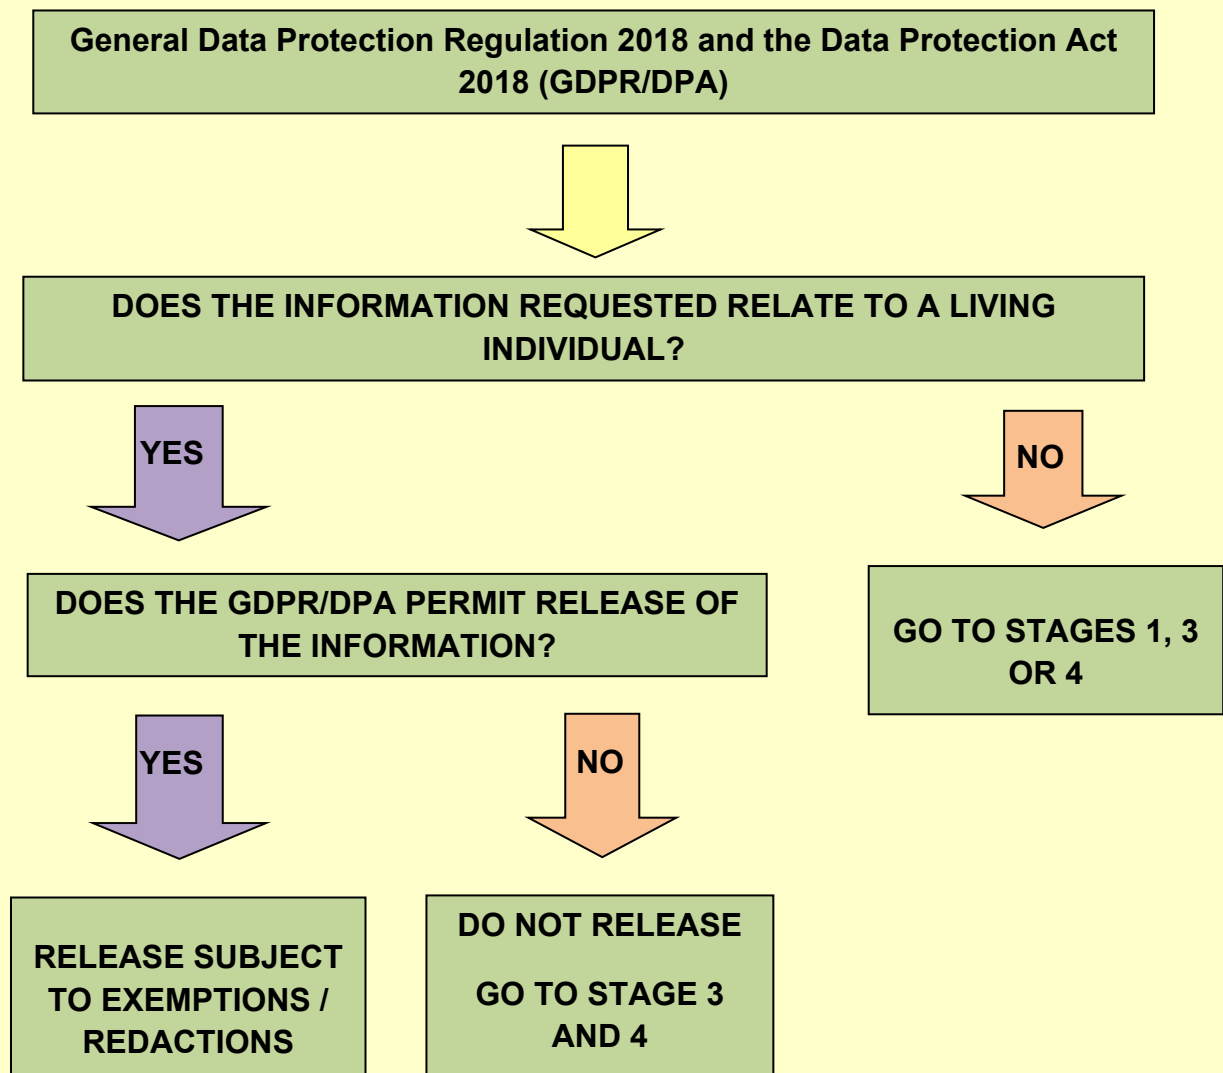 General Data Protection Regulation 2018 and the Data Protection Act
2018 (GDPR/DPA)
DOES THE INFORMATION REQUESTED RELATE TO A LIVING
INDIVIDUAL?
YES
NO
DOES THE GDPR/DPA PERMIT RELEASE OF
THE INFORMATION?
GO TO STAGES 1, 3
OR 4
YES
NO
RELEASE SUBJECT
TO EXEMPTIONS /
REDACTIONS
DO NOT RELEASE
GO TO STAGE 3
AND 4